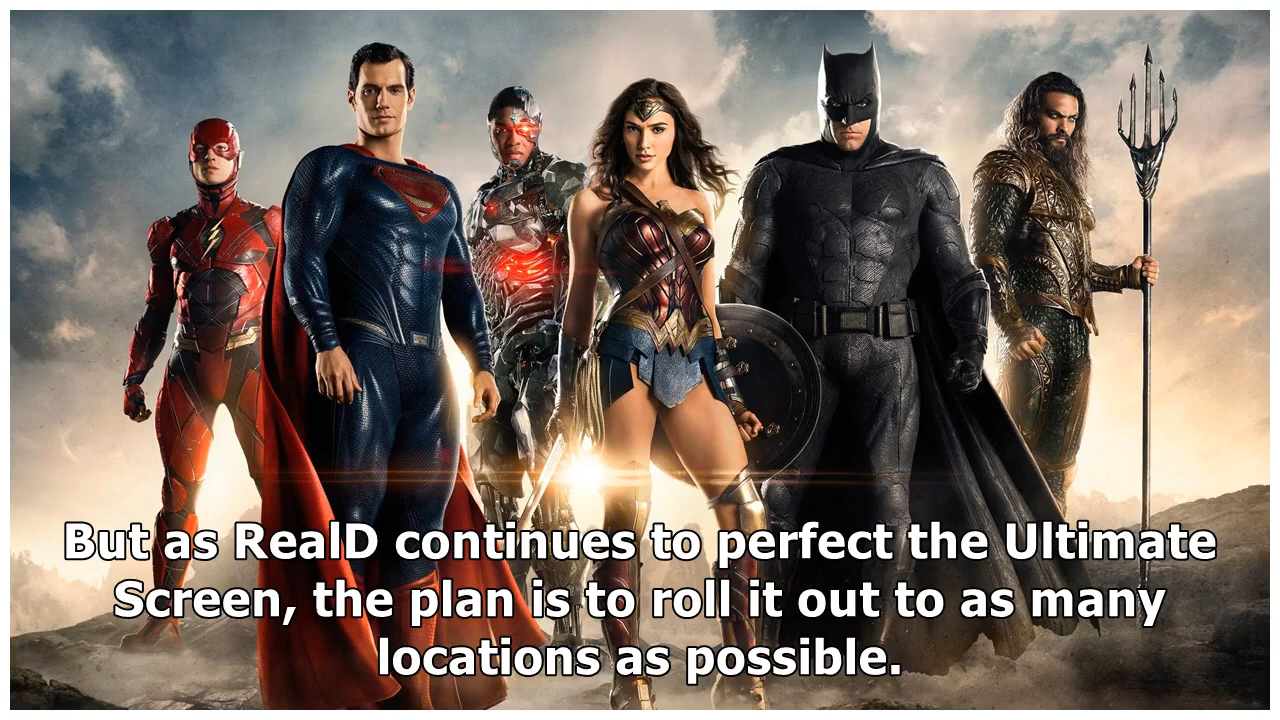 But as RealD continues to perfect the Ultimate
Screen, the plan is to roll it out to as many
locations as possible.